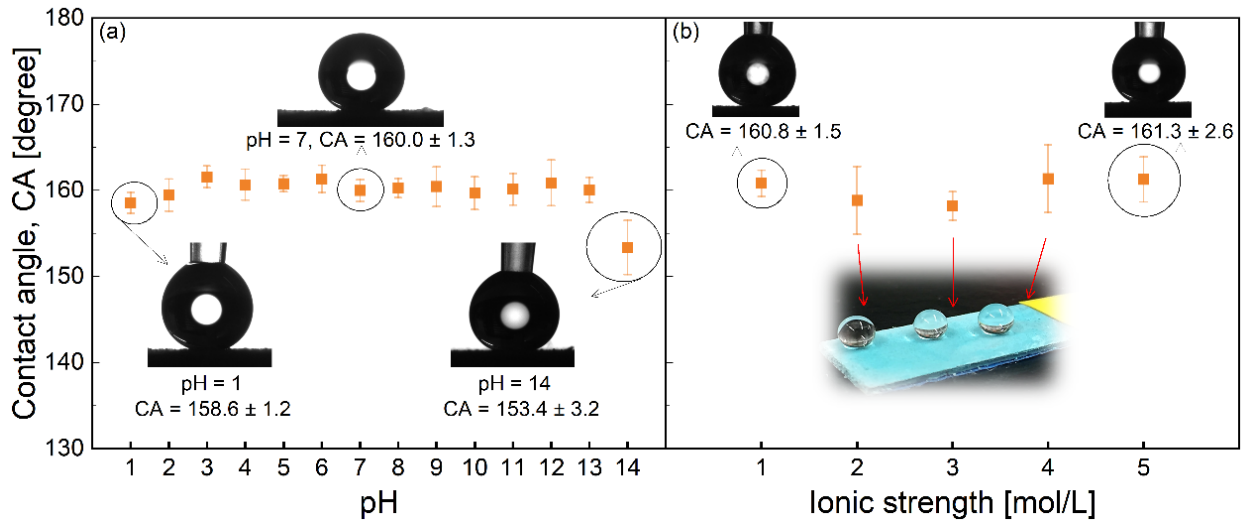 Contact angle, CA [degree]
180
170
160
150
140
130
(a)
pH = 7, CA = 160.0 ± 1.3
pH = 1
CA = 158.6 ± 1.2
pH = 14
CA = 153.4 ± 3.2
1 2 3 4 5 6 7 8 9 10 11 12 13 14
pH
(b)
CA = 160.8 ± 1.5
CA = 161.3 ± 2.6
1 2 3 4 5
Ionic strength [mol/L]